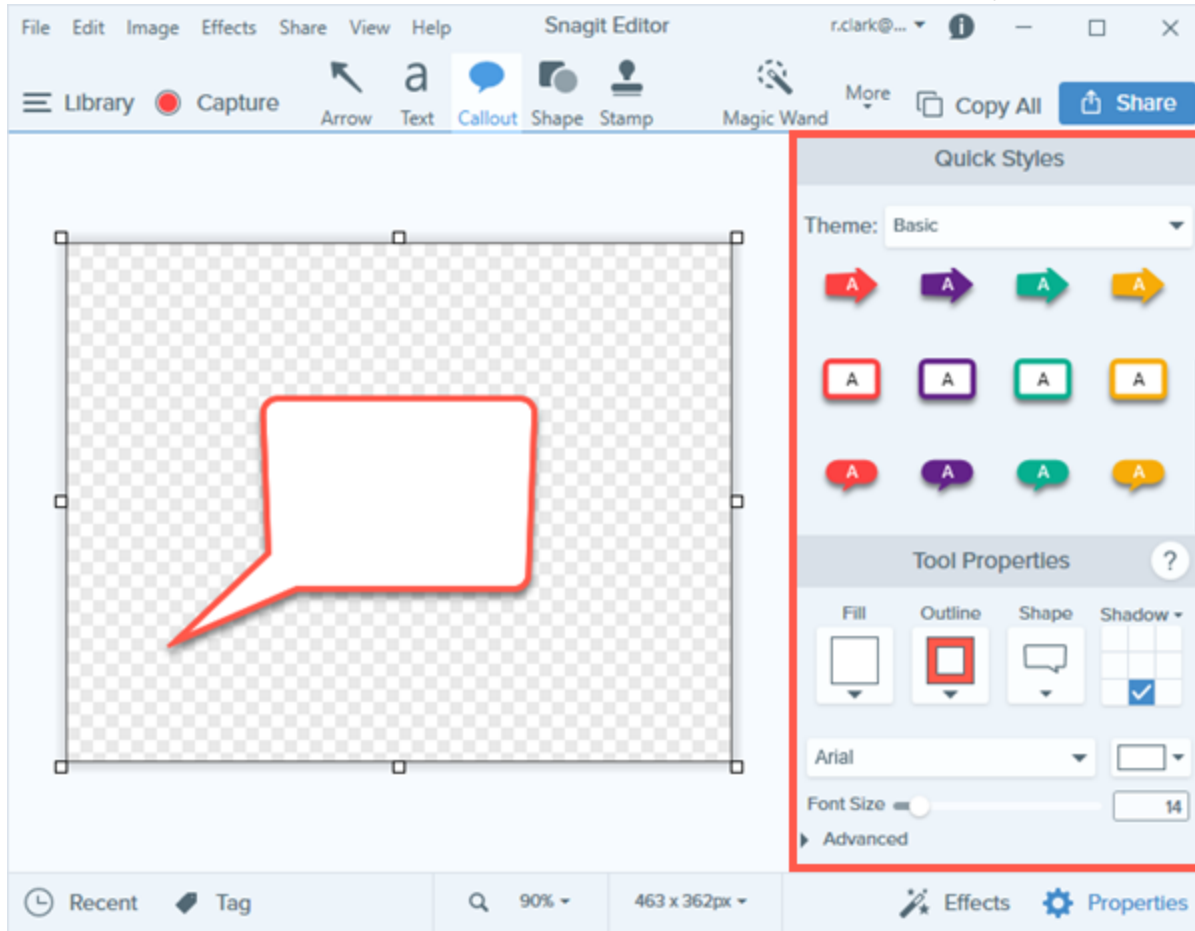 File Edit Image Effects Share View Help Snagit Editor r.clark@...
Library Capture Arrow a Text Callout Shape Stamp Magic Wand More Copy All Share
Quick Styles
Theme: Basic
A A A A
A A A A
A A A A
Tool Properties ?
Fill Outline Shape Shadow
Arial
Font Size 14
Advanced
Recent Tag 90% 463 x 362px Effects Properties